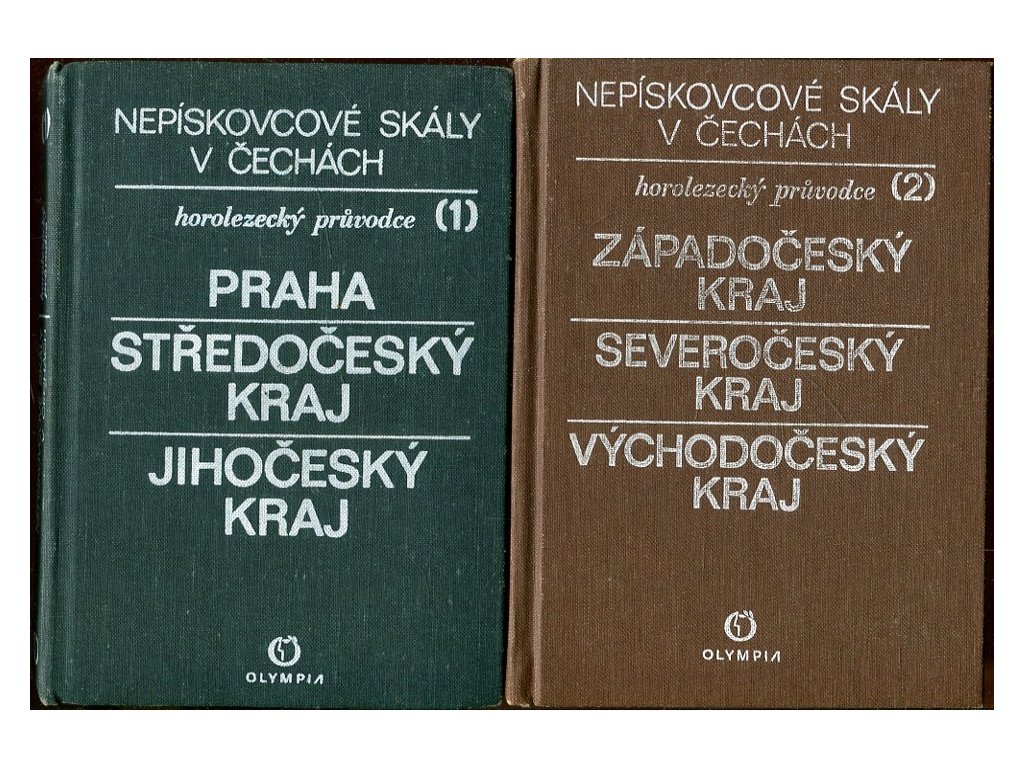 NEPÍSKOVCOVÉ SKÁLY
V ČECHÁCH
horolezecký průvodce (1)
PRAHA
STŘEDOČESKÝ
KRAJ
JIHOČESKÝ
KRAJ
OLYMPIA
NEPÍSKOVCOVÉ SKÁLY
V ČECHÁCH
horolezecký průvodce (2)
ZÁPADOČESKÝ
KRAJ
SEVEROČESKÝ
KRAJ
VÝCHODOČESKÝ
KRAJ
OLYMPIA